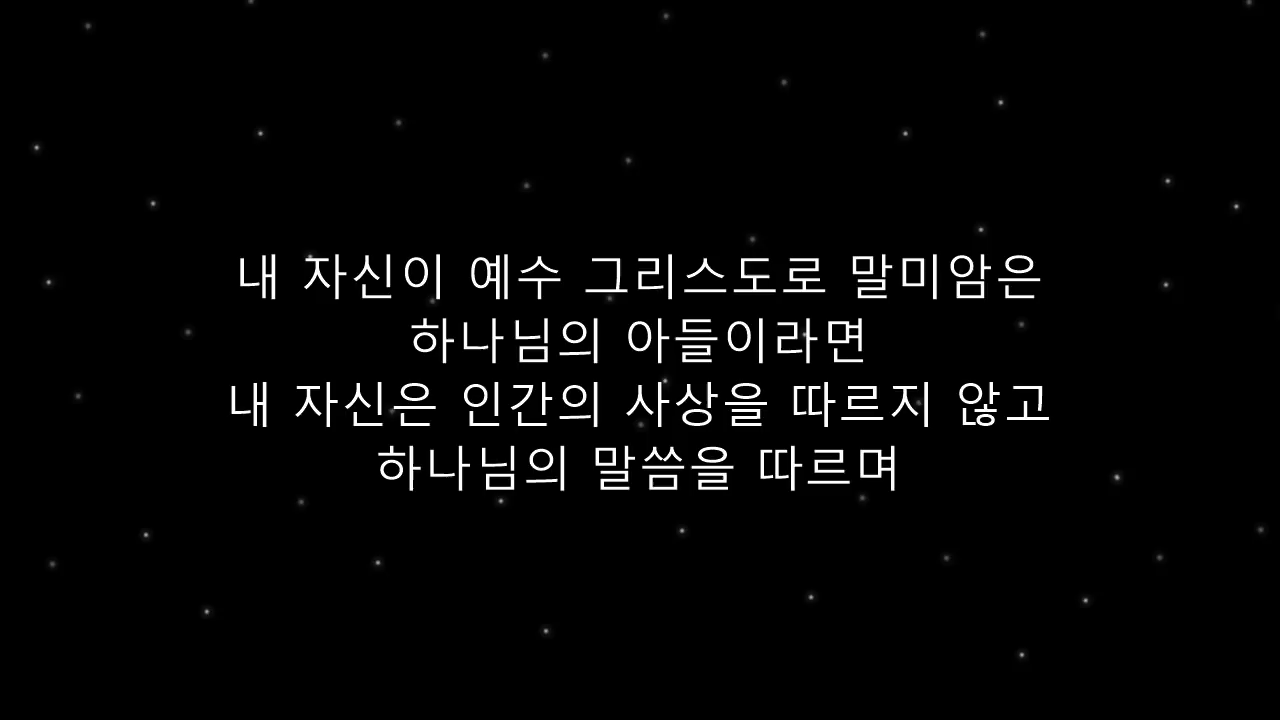 내 자신이 예수 그리스도로 말미암은
하나님의 아들이라면
내 자신은 인간의 사상을 따르지 않고
하나님의 말씀을 따르며